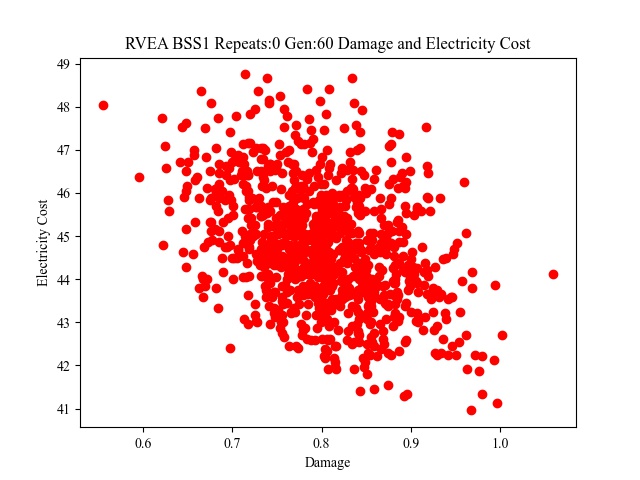 RVEA BSS1 Repeats:0 Gen:60 Damage and Electricity Cost
49
48
47
46
45
44
43
42
41
Electricity Cost
0.6 0.7 0.8 0.9 1.0
Damage